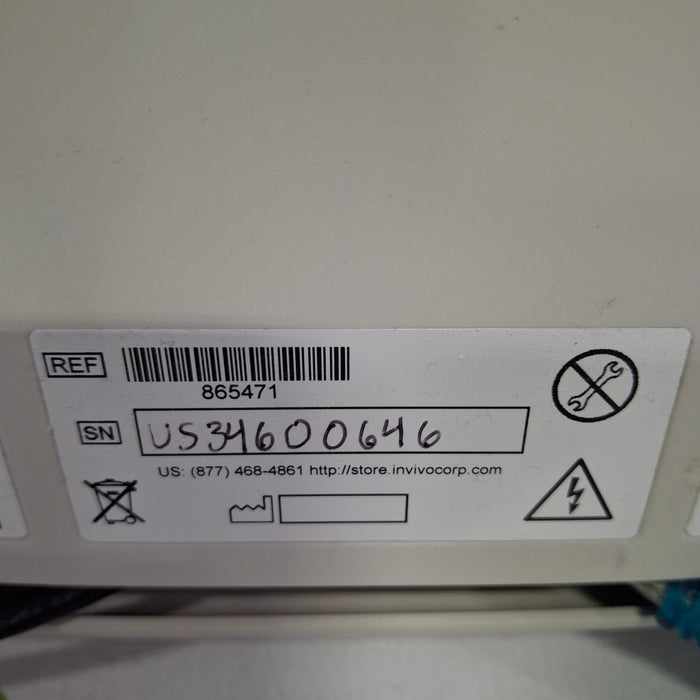 REF
865471
SN US34600646
US: (877) 468-4861 http://store.invivocorp.com